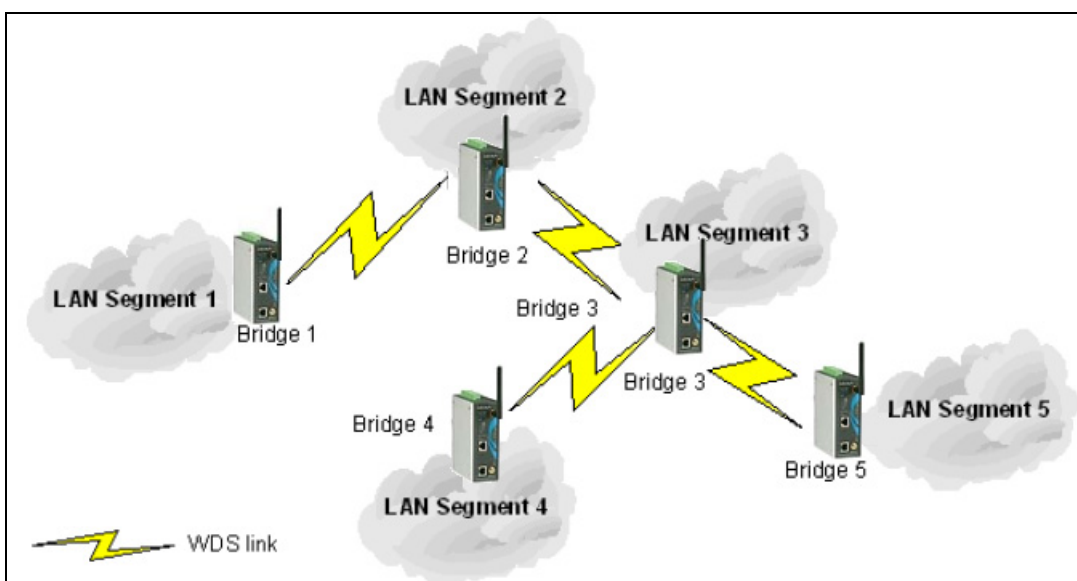 LAN Segment 2
LAN Segment 3
Bridge 2
LAN Segment 1
Bridge 3
Bridge 1
Bridge 3
LAN Segment 5
Bridge 4
Bridge 5
LAN Segment 4
WDS link